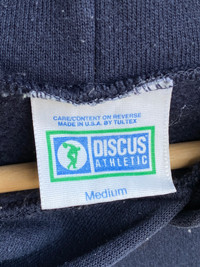 CARE/CONTENT ON REVERSE
MADE IN U.S.A. BY TULTEX
DISCUS
ATHLETIC
Medium